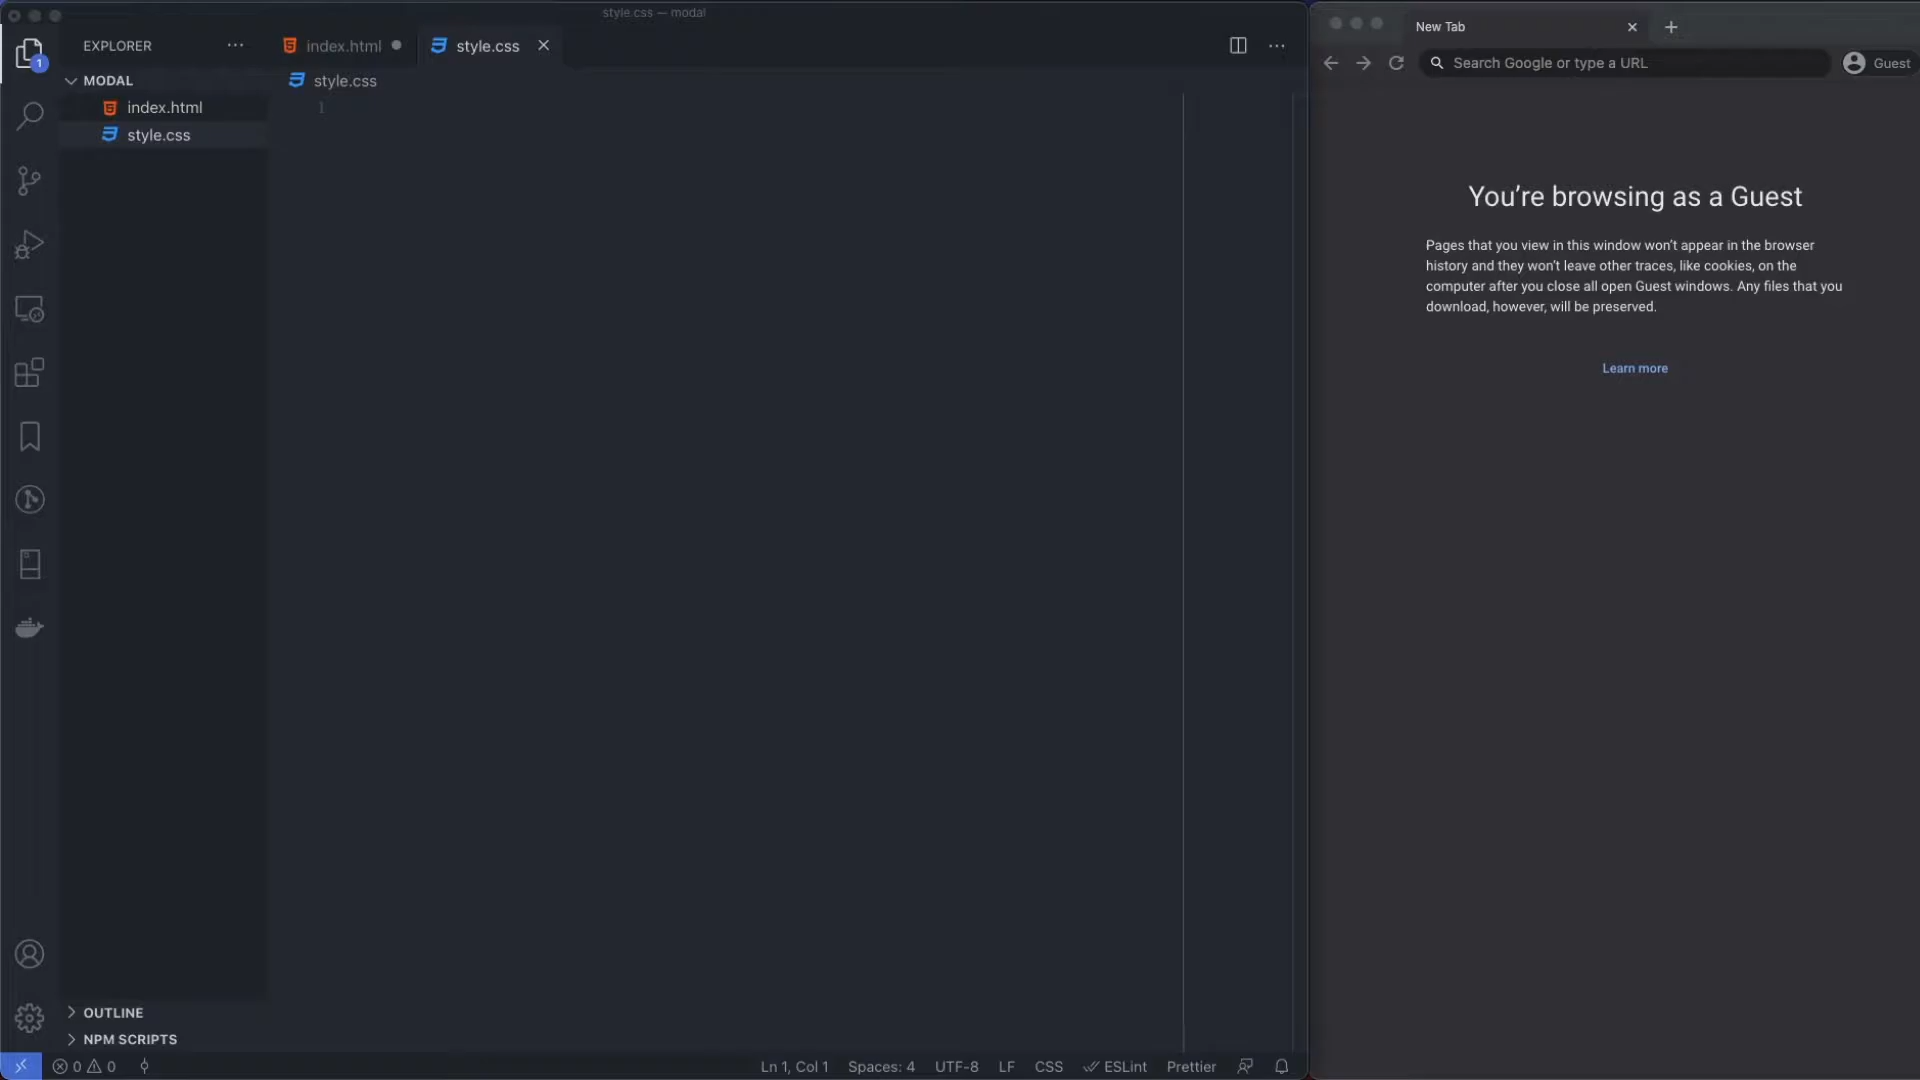 style.css — modal
EXPLORER
index.html
style.css
MODAL
style.css
index.html
style.css
1
1
OUTLINE
NPM SCRIPTS
0
0
Ln 1, Col 1
Spaces: 4
UTF-8
LF
CSS
ESLint
Prettier
New Tab
Search Google or type a URL
Guest
You’re browsing as a Guest
Pages that you view in this window won’t appear in the browser
history and they won’t leave other traces, like cookies, on the
computer after you close all open Guest windows. Any files that you
download, however, will be preserved.
Learn more